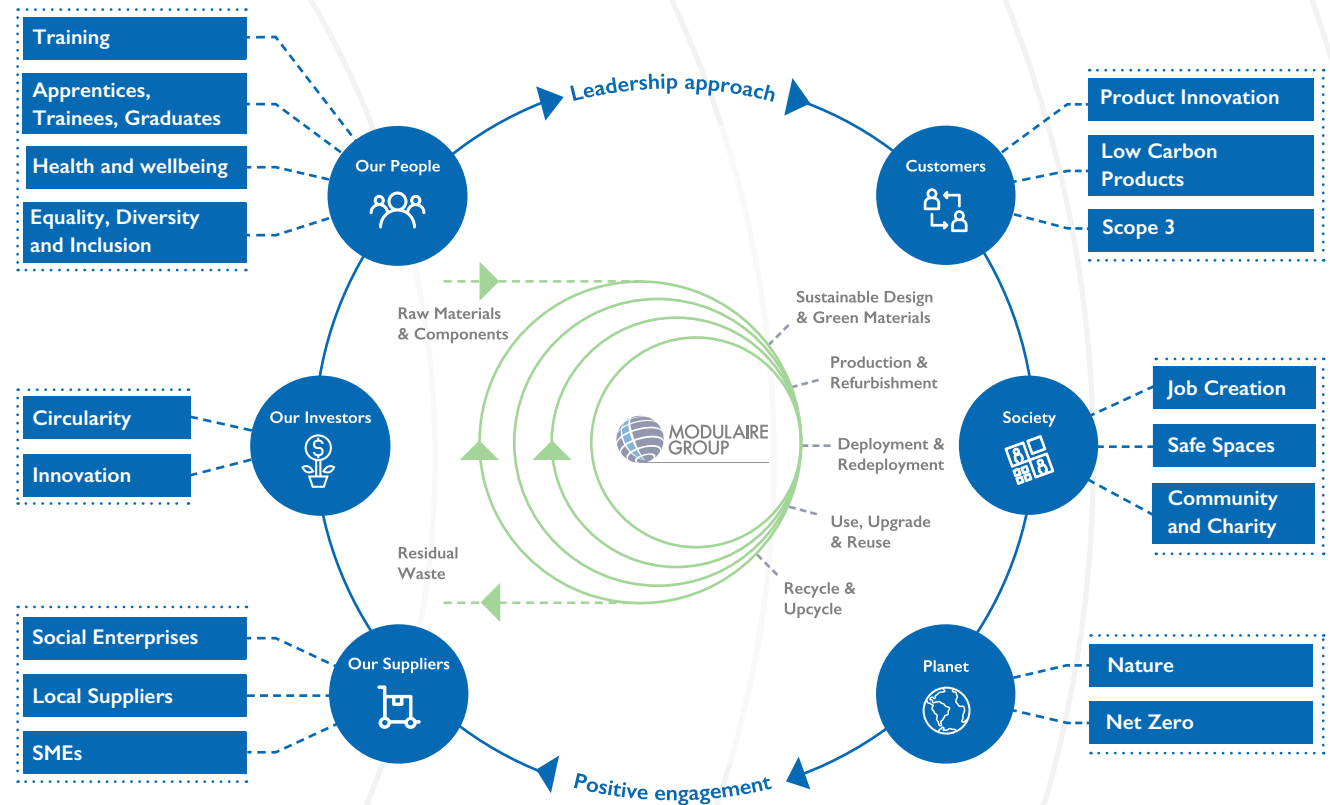 Training
Apprentices,
Trainees, Graduates
Health and wellbeing
Equality, Diversity
and Inclusion
Our People
Leadership approach
Customers
Product Innovation
Low Carbon
Products
Scope 3
Raw Materials
& Components
Sustainable Design
& Green Materials
Production &
Refurbishment
Circularity
Innovation
Our Investors
$
MODULAIRE
GROUP
Deployment &
Redeployment
Society
Job Creation
Safe Spaces
Community
and Charity
Use, Upgrade
& Reuse
Residual
Waste
Recycle &
Upcycle
Social Enterprises
Local Suppliers
SMEs
Our Suppliers
Planet
Nature
Net Zero
Positive engagement